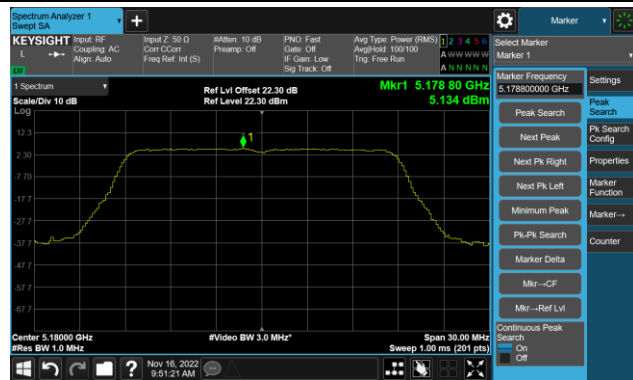 Spectrum Analyzer 1
Swept SA
Marker
KEYSIGHT
Input: RF
Coupling: AC
Align: Auto
Input Z: 50 Ω
Corr CCorr
Freq Ref: Int (S)
#Atten: 10 dB
Preamp: Off
PNO: Fast
Gate: Off
IF Gain: Low
Sig Track: Off
Avg Type: Power (RMS)
Avg|Hold: 100/100
Trig: Free Run
1 2 3 4 5 6
A W W W W W
A N N N N N
Select Marker
Marker 1
1 Spectrum
Scale/Div 10 dB
Ref Lvl Offset 22.30 dB
Ref Level 22.30 dBm
Mkr1 5.178 80 GHz
5.134 dBm
Log
12.3
2.30
-7.70
-17.7
-27.7
-37.7
-47.7
-57.7
-67.7
1
Center 5.18000 GHz
#Res BW 1.0 MHz
#Video BW 3.0 MHz*
Span 30.00 MHz
Sweep 1.00 ms (201 pts)
Marker Frequency
5.178800000 GHz
Peak Search
Next Peak
Next Pk Right
Next Pk Left
Minimum Peak
Pk-Pk Search
Marker Delta
Mkr→CF
Mkr→Ref Lvl
Continuous Peak
Search
On
Off
Settings
Peak
Search
Pk Search
Config
Properties
Marker
Function
Marker→
Counter
Nov 16, 2022
9:51:21 AM